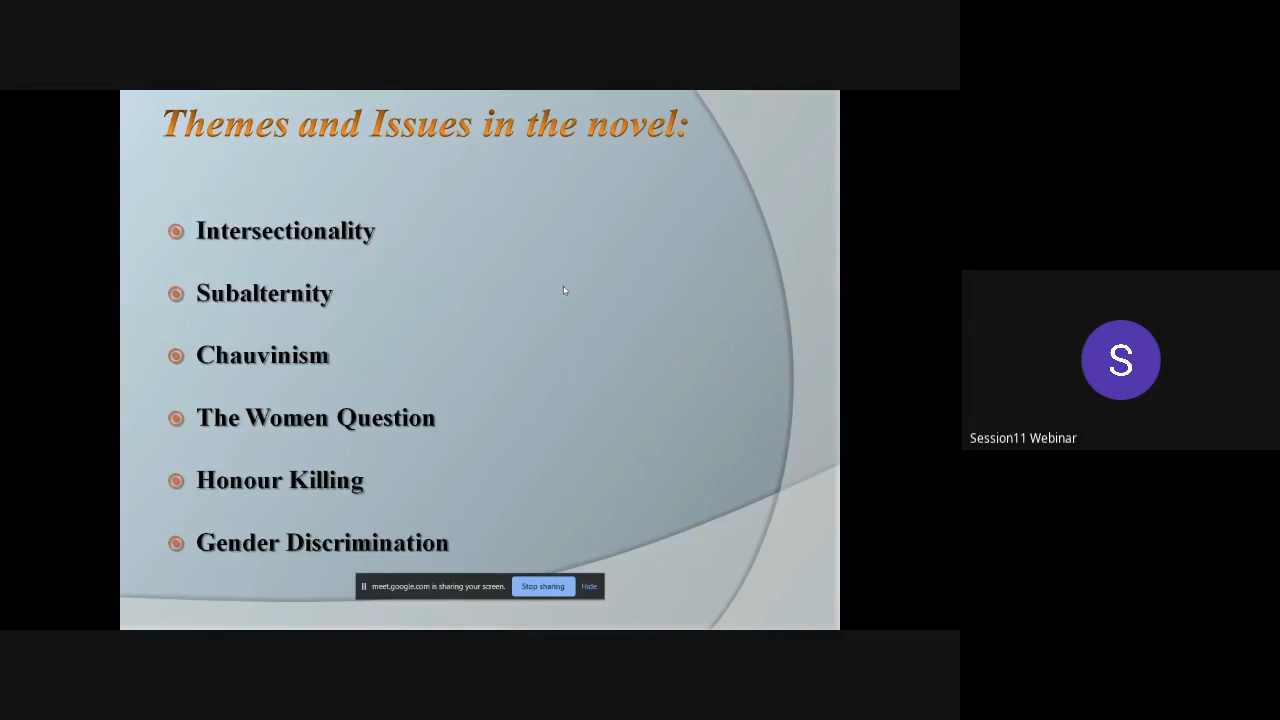 Themes and Issues in the novel:
Intersectionality
Subalternity
Chauvinism
The Women Question
Honour Killing
Gender Discrimination
meet.google.com is sharing your screen. Stop sharing Hide
S
Session11 Webinar